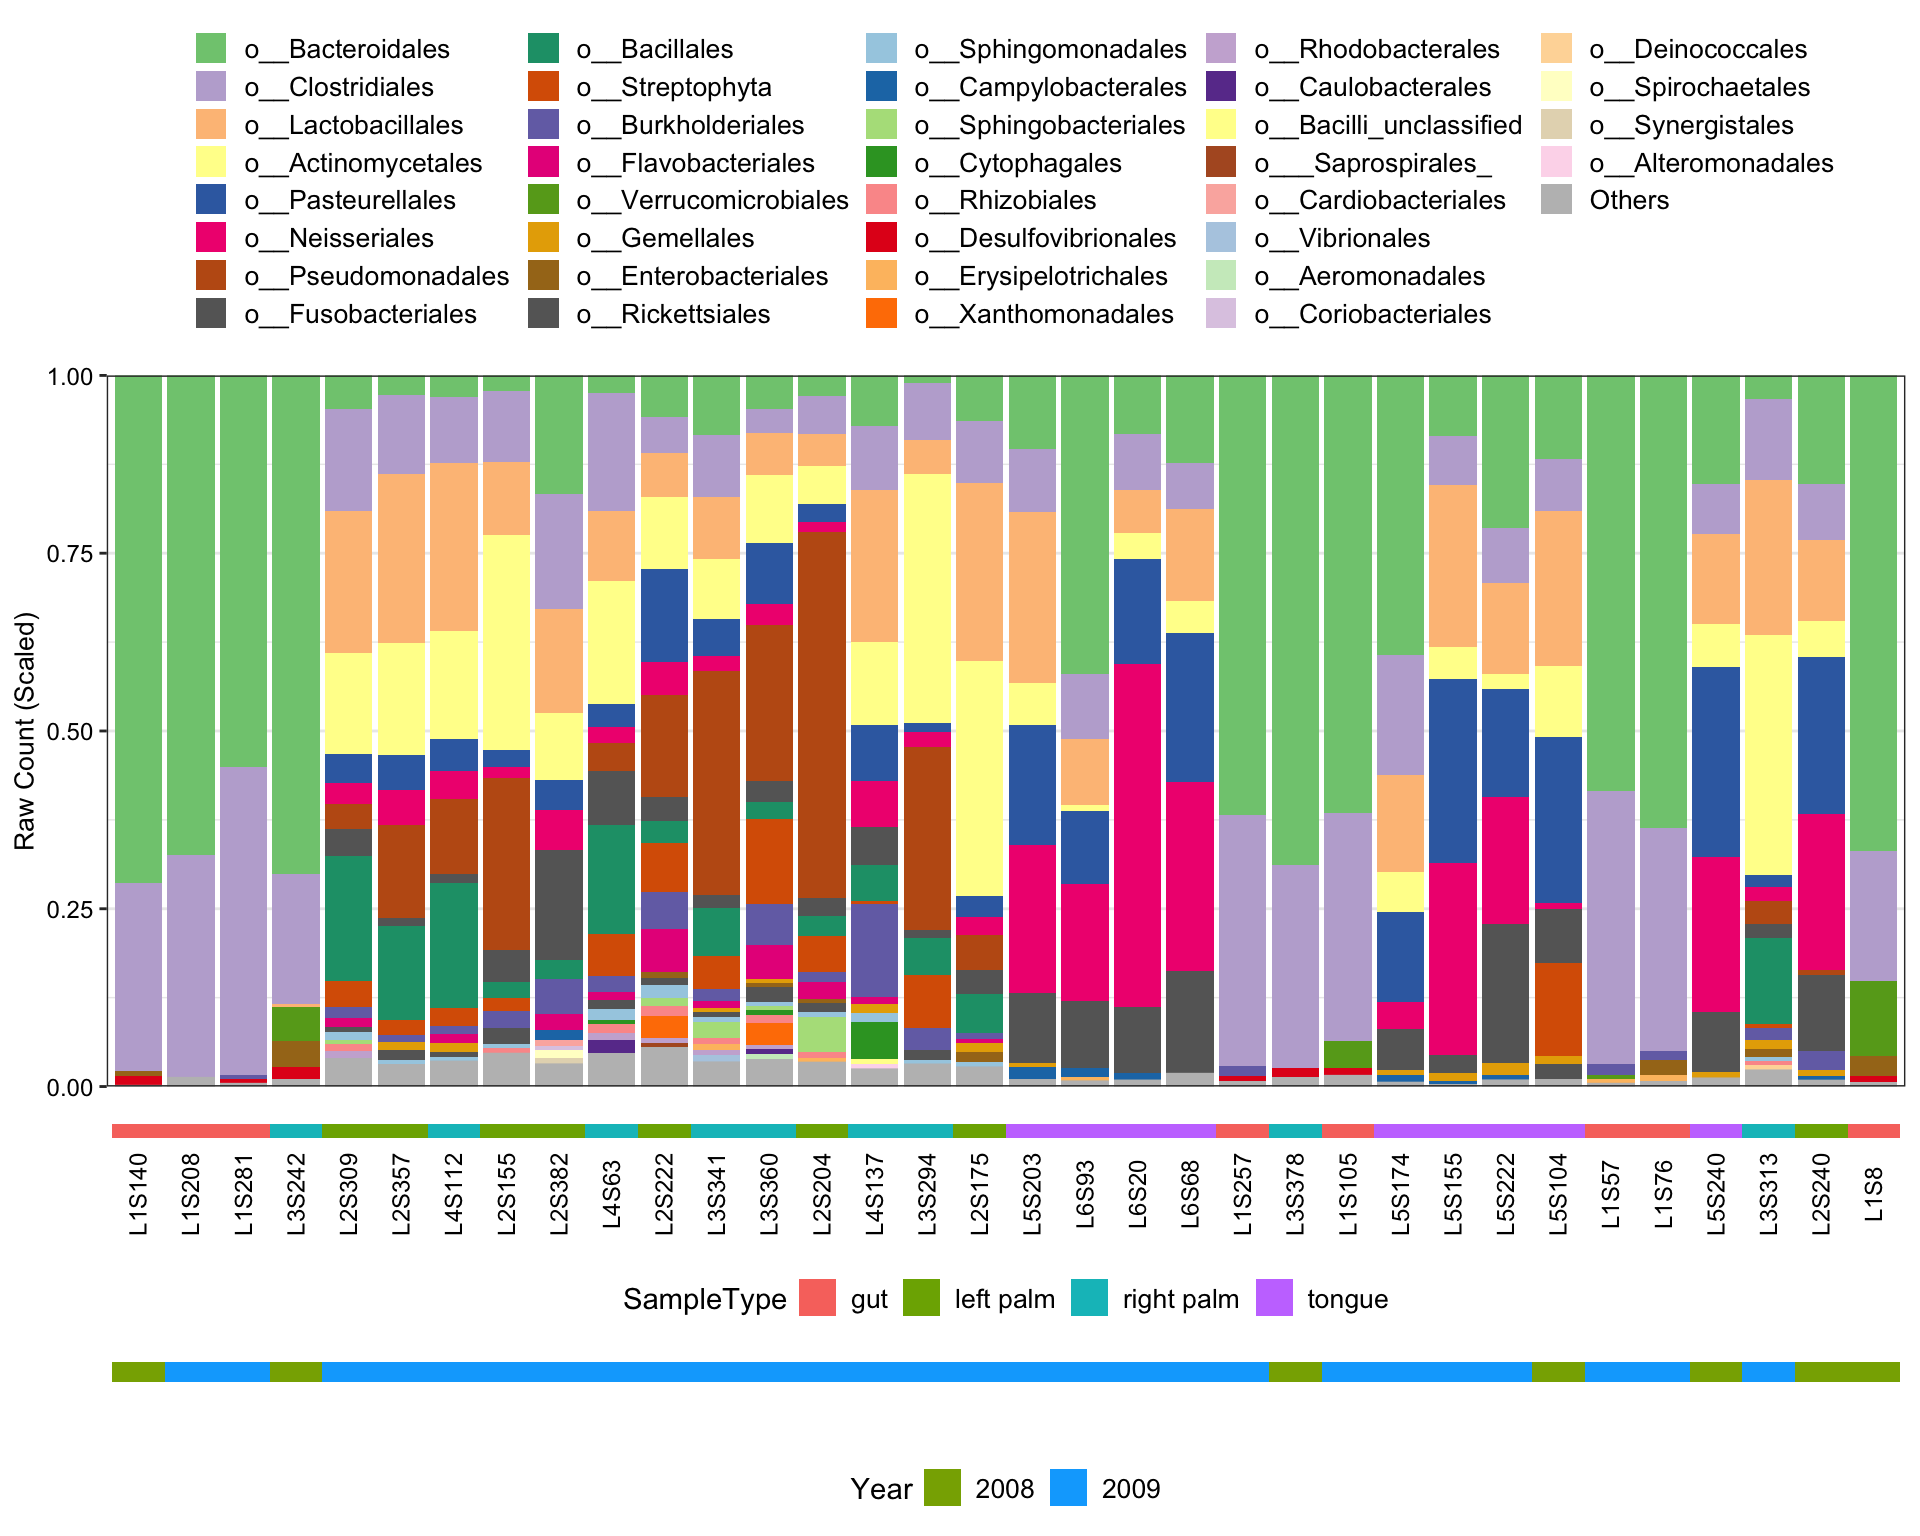 o__Bacteroidales o__Bacillales o__Sphingomonadales o__Rhodobacterales o__Deinococcales
o__Clostridiales o__Streptophyta o__Campylobacterales o__Caulobacterales o__Spirochaetales
o__Lactobacillales o__Burkholderiales o__Sphingobacteriales o__Bacilli_unclassified o__Synergistales
o__Actinomycetales o__Flavobacteriales o__Cytophagales o___Saprospirales_ o__Alteromonadales
o__Pasteurellales o__Verrucomicrobiales o__Rhizobiales o__Cardiobacteriales Others
o__Neisseriales o__Gemellales o__Desulfovibrionales o__Vibrionales
o__Pseudomonadales o__Enterobacteriales o__Erysipelotrichales o__Aeromonadales
o__Fusobacteriales o__Rickettsiales o__Xanthomonadales o__Coriobacteriales
Raw Count (Scaled)
1.00
0.75
0.50
0.25
0.00
L1S140 L1S208 L1S281 L3S242 L2S309 L2S357 L4S112 L2S155 L2S382 L4S63 L2S222 L3S341 L3S360 L2S204 L4S137 L3S294 L2S175 L5S203 L6S93 L6S20 L6S68 L1S257 L3S378 L1S105 L5S174 L5S155 L5S222 L5S104 L1S57 L1S76 L5S240 L3S313 L2S240 L1S8
SampleType gut left palm right palm tongue
Year 2008 2009